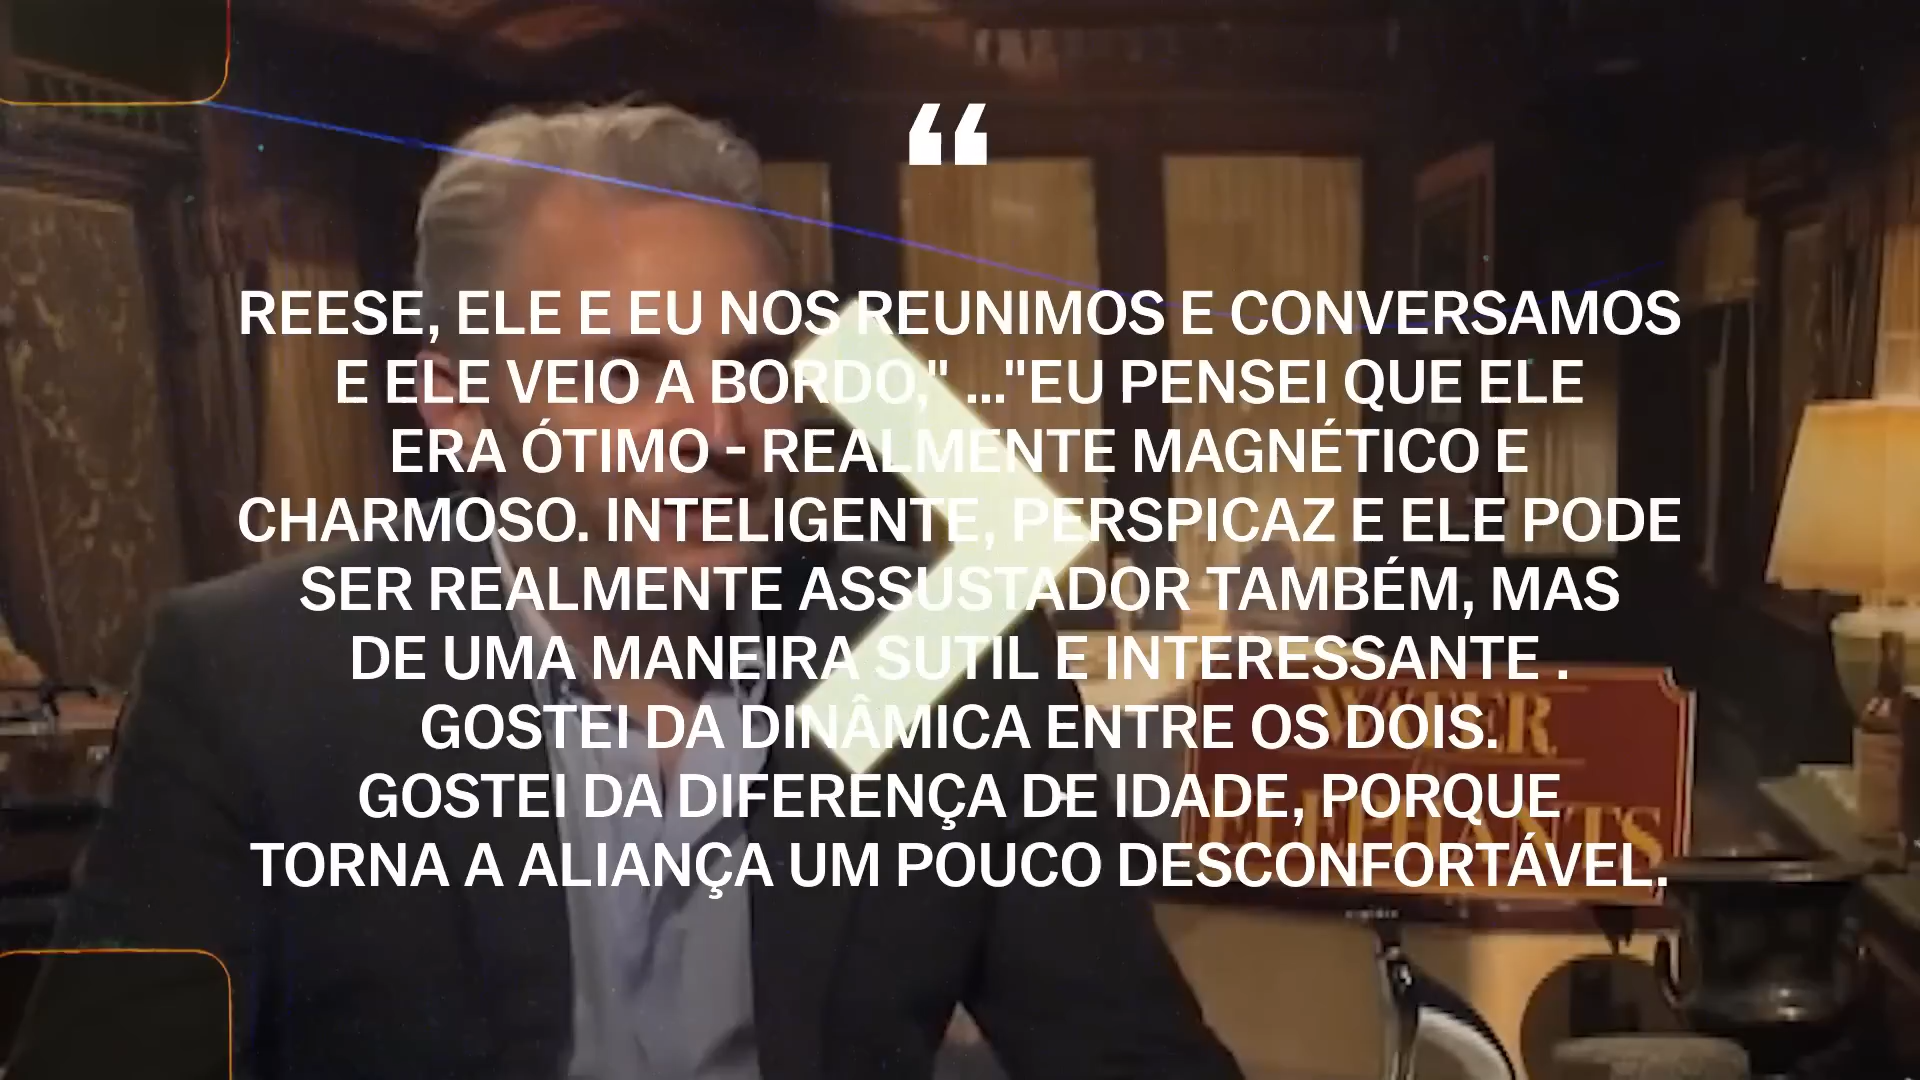 “
REESE, ELE E EU NOS REUNIMOS E CONVERSAMOS
E ELE VEIO A BORDO," ..."EU PENSEI QUE ELE
ERA ÓTIMO - REALMENTE MAGNÉTICO E
CHARMOSO. INTELIGENTE, PERSPICAZ E ELE PODE
SER REALMENTE ASSUSTADOR TAMBÉM, MAS
DE UMA MANEIRA SUTIL E INTERESSANTE .
GOSTEI DA DINÂMICA ENTRE OS DOIS.
GOSTEI DA DIFERENÇA DE IDADE, PORQUE
TORNA A ALIANÇA UM POUCO DESCONFORTÁVEL.
WATER
ELEPHANTS